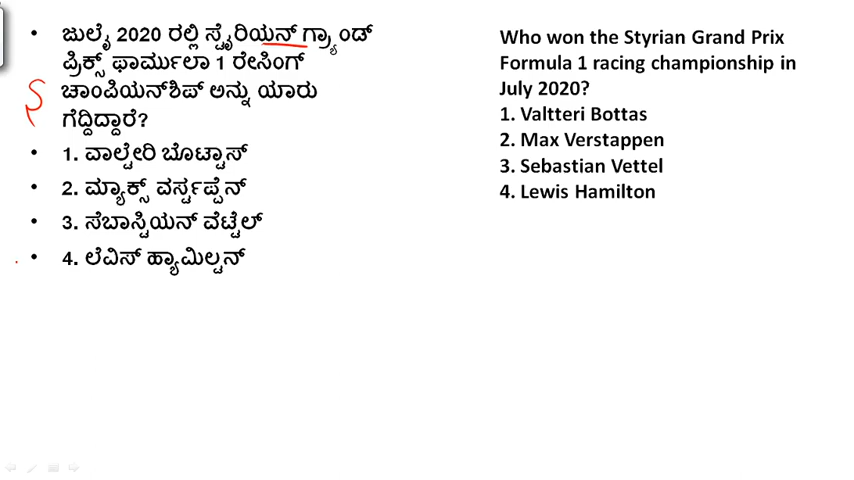 ಜುಲೈ 2020 ರಲ್ಲಿ ಸ್ಟೈರಿಯನ್ ಗ್ರ್ಯಾಂಡ್
ಪ್ರಿಕ್ಸ್ ಫಾರ್ಮುಲಾ 1 ರೇಸಿಂಗ್
ಚಾಂಪಿಯನ್‌ಶಿಪ್ ಅನ್ನು ಯಾರು
ಗೆದ್ದಿದ್ದಾರೆ?
1. ವಾಲ್ಟೇರಿ ಬೊಟ್ಟಾಸ್
2. ಮ್ಯಾಕ್ಸ್ ವರ್ಸ್ಟಪ್ಪೆನ್
3. ಸೆಬಾಸ್ಟಿಯನ್ ವೆಟ್ಟೆಲ್
4. ಲೆವಿಸ್ ಹ್ಯಾಮಿಲ್ಟನ್
Who won the Styrian Grand Prix
Formula 1 racing championship in
July 2020?
1. Valtteri Bottas
2. Max Verstappen
3. Sebastian Vettel
4. Lewis Hamilton